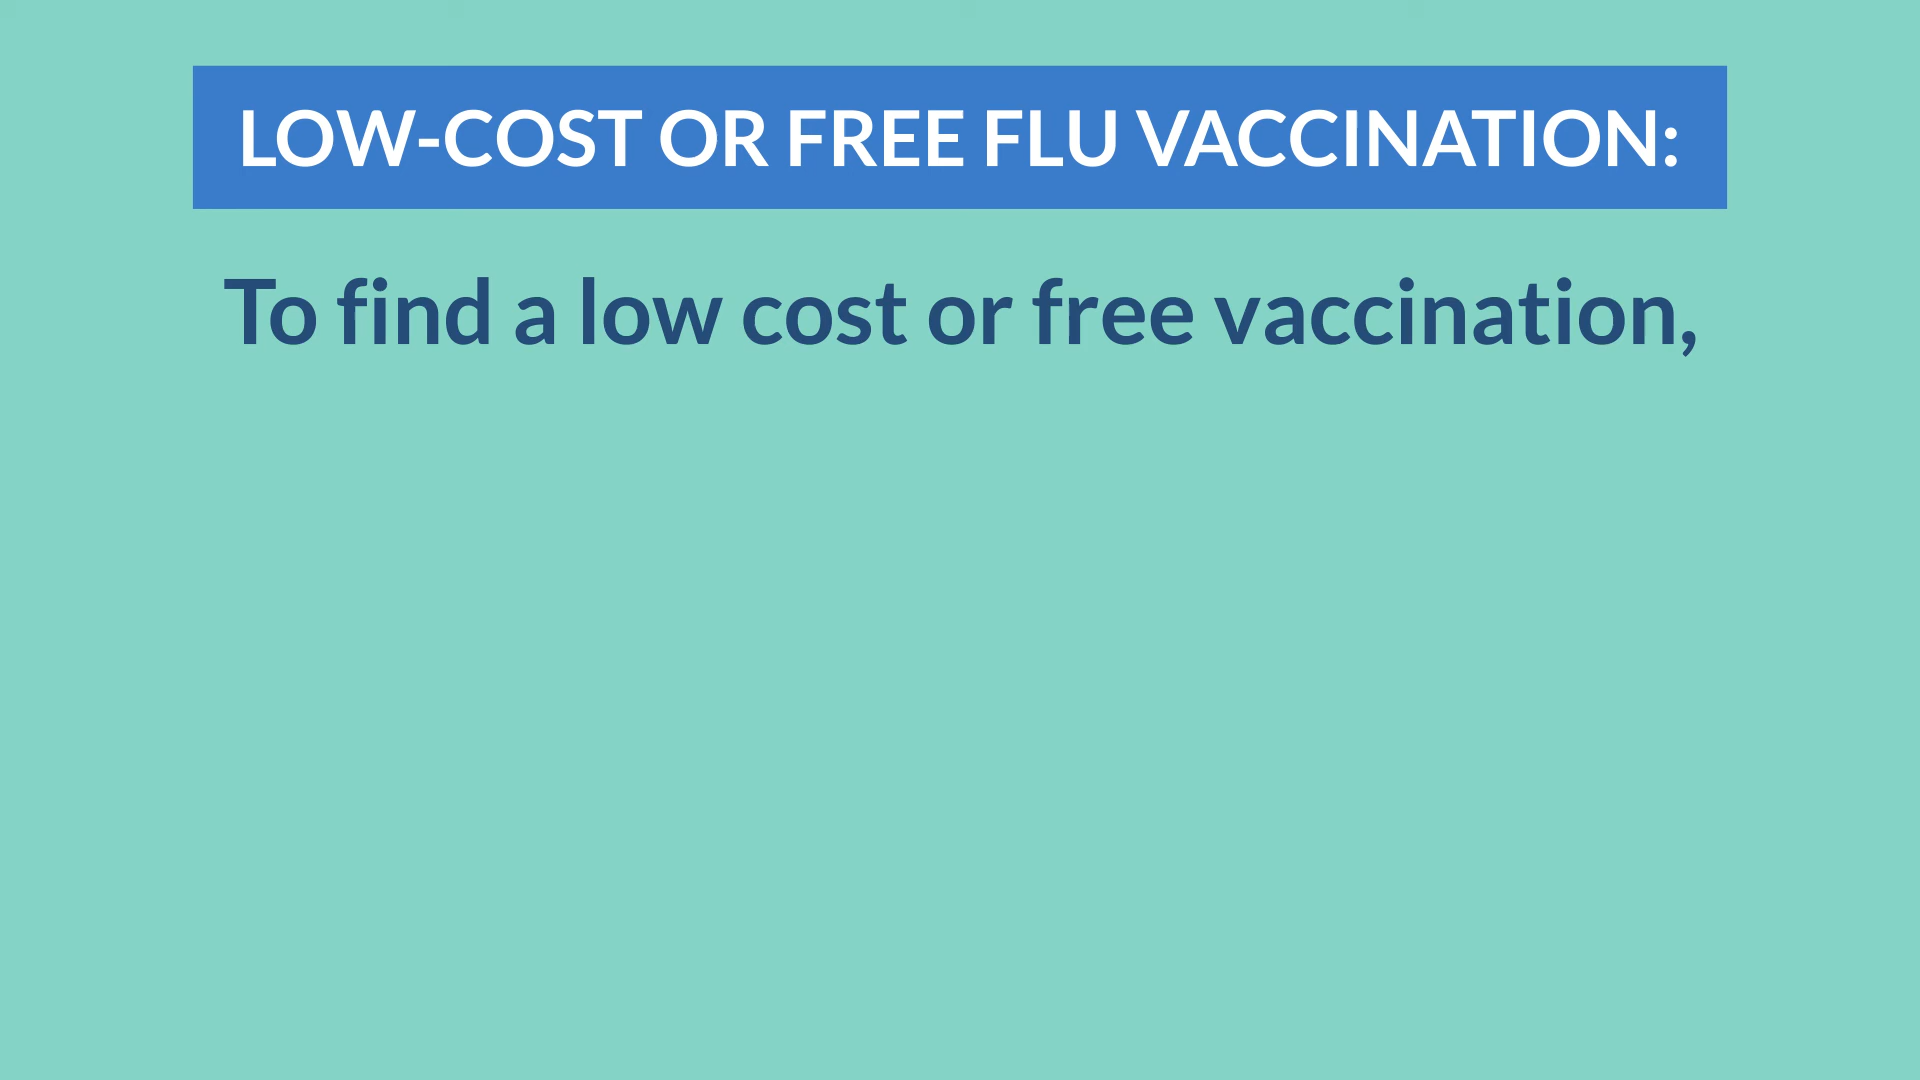 LOW-COST OR FREE FLU VACCINATION:
To find a low cost or free vaccination,